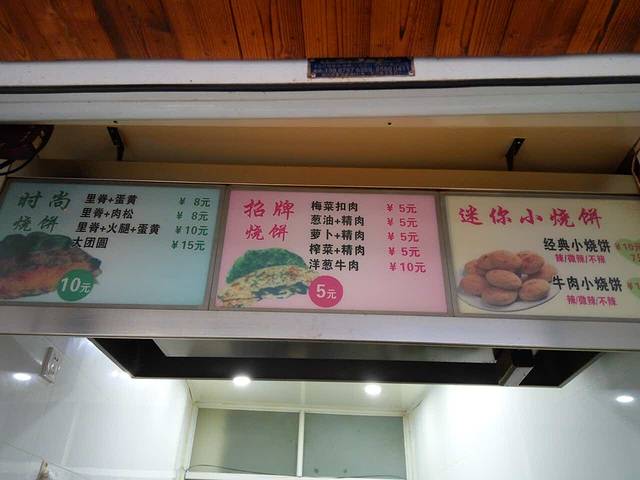 时尚
烧饼
里脊+蛋黄 ¥ 8元
里脊+肉松 ¥ 8元
里脊+火腿+蛋黄 ¥10元
大团圆 ¥15元
10元
招牌
烧饼
梅菜扣肉 ¥ 5元
葱油+精肉 ¥ 5元
萝卜+精肉 ¥ 5元
榨菜+精肉 ¥ 5元
洋葱牛肉 ¥10元
5元
迷你小烧饼
经典小烧饼
辣/微辣/不辣
牛肉小烧饼
辣/微辣/不辣